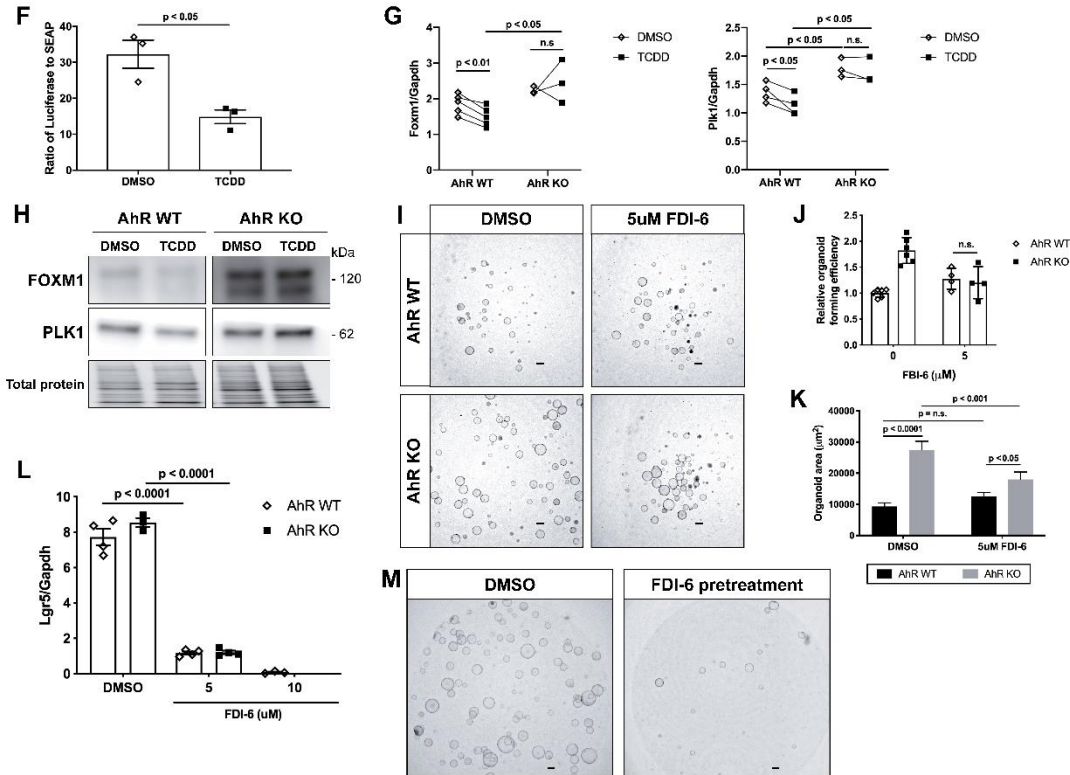 F
p < 0.05
Ratio of Luciferase to SEAP
40
30
20
10
0
DMSO
TCDD
G
p < 0.05
n.s
p < 0.01
DMSO
TCDD
Foxm1/Gapdh
4
3
2
1
0
AhR WT
AhR KO
p < 0.05
p < 0.05
n.s.
p < 0.05
DMSO
TCDD
Plk1/Gapdh
2.5
2.0
1.5
1.0
0.5
0.0
AhR WT
AhR KO
H
AhR WT
AhR KO
DMSO
TCDD
DMSO
TCDD
kDa
FOXM1
- 120
PLK1
- 62
Total protein
I
DMSO
5uM FDI-6
AhR WT
AhR KO
J
n.s.
AhR WT
AhR KO
Relative organoid
forming efficiency
2.5
2.0
1.5
1.0
0.5
0.0
0
5
FBI-6 (μM)
K
p < 0.001
p = n.s.
p < 0.0001
p <0.05
Organoid area (μm²)
40000
30000
20000
10000
0
DMSO
5uM FDI-6
AhR WT
AhR KO
L
p < 0.0001
p < 0.0001
AhR WT
AhR KO
Lgr5/Gapdh
10
8
6
4
2
0
DMSO
5
10
FDI-6 (uM)
M
DMSO
FDI-6 pretreatment